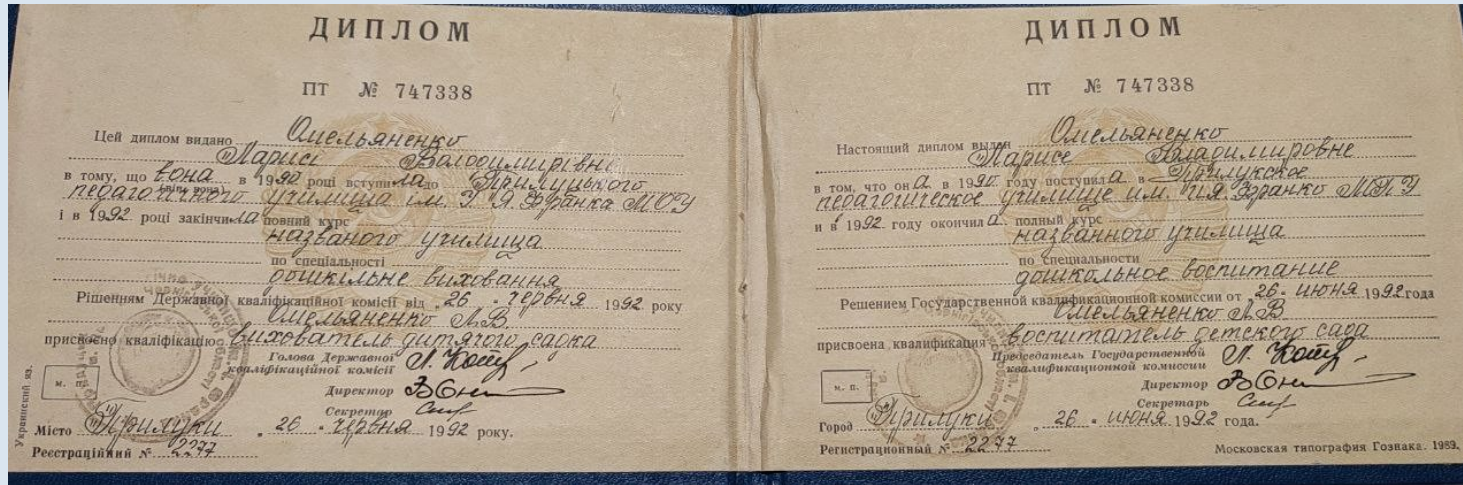 ДИПЛОМ
ПТ № 747338
Цей диплом видано Омельяненко
Ларисі Володимирівні
в тому, що вона в 1990 році вступила до Прилуцького
(він, вона)
педагогічного училища ім. І. Я. Франка МОУ
і в 1992 році закінчила повний курс
названого училища
по спеціальності
дошкільне виховання
Рішенням Державної кваліфікаційної комісії від „26“ червня 1992 року
Омельяненко Л.В.
присвоєно кваліфікацію вихователь дитячого садка
Голова Державної
кваліфікаційної комісії
Директор
Секретар
м.
Місто Прилуки „26“ червня 1992 року.
Реєстраційний № 2277
Украинский яз.
ДИПЛОМ
ПТ № 747338
Настоящий диплом выдан Омельяненко
Ларисе Владимировне
в том, что она в 1990 году поступила в Прилукское
педагогическое училище им. И.Я. Франко МПУ
и в 1992 году окончила полный курс
названного училища
по специальности
дошкольное воспитание
Решением Государственной квалификационной комиссии от „26“ июня 1992 года
Омельяненко Л.В
присвоена квалификация воспитатель детского сада
Председатель Государственной
квалификационной комиссии
Директор
Секретарь
м. п.
Город Прилуки „26“ июня 1992 года.
Регистрационный № 2277
Московская типография Гознака. 1989.